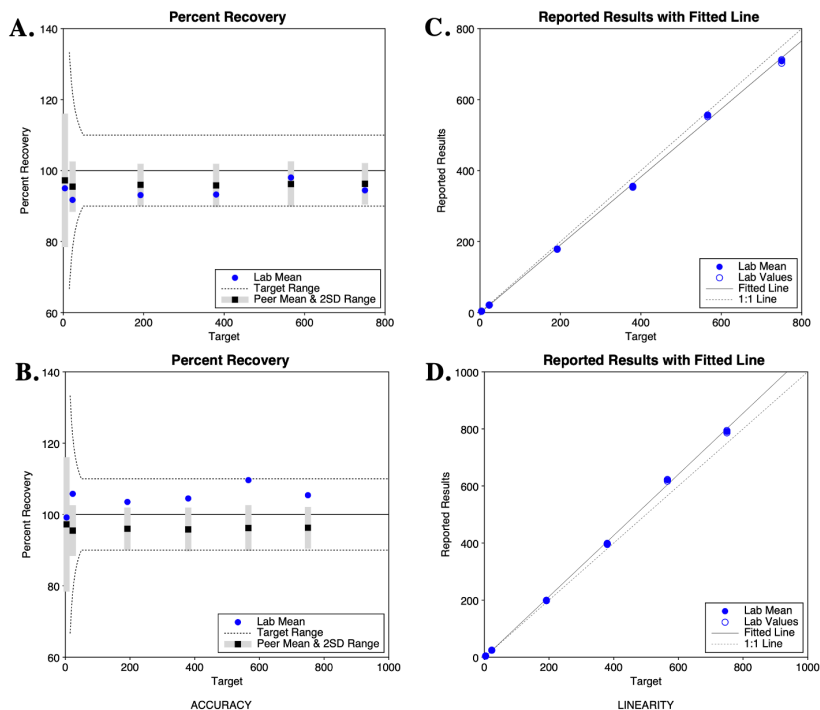 A.
Percent Recovery
140
120
100
80
60
Percent Recovery
0 200 400 600 800
Target
Lab Mean
Target Range
Peer Mean & 2SD Range
C.
Reported Results with Fitted Line
800
600
400
200
0
Reported Results
0 200 400 600 800
Target
Lab Mean
Lab Values
Fitted Line
1:1 Line
B.
Percent Recovery
140
120
100
80
60
Percent Recovery
0 200 400 600 800 1000
Target
Lab Mean
Target Range
Peer Mean & 2SD Range
ACCURACY
D.
Reported Results with Fitted Line
1000
800
600
400
200
0
Reported Results
0 200 400 600 800 1000
Target
Lab Mean
Lab Values
Fitted Line
1:1 Line
LINEARITY